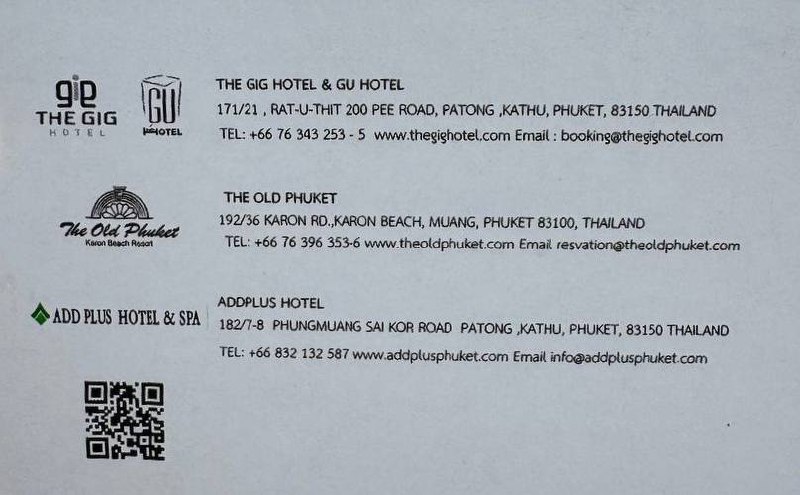 gig
THE GIG
HOTEL
GU
HOTEL
THE GIG HOTEL & GU HOTEL
171/21 , RAT-U-THIT 200 PEE ROAD, PATONG ,KATHU, PHUKET, 83150 THAILAND
TEL: +66 76 343 253 - 5 www.thegighotel.com Email : booking@thegighotel.com
The Old Phuket
Karon Beach Resort
THE OLD PHUKET
192/36 KARON RD.,KARON BEACH, MUANG, PHUKET 83100, THAILAND
TEL: +66 76 396 353-6 www.theoldphuket.com Email resvation@theoldphuket.com
ADD PLUS HOTEL & SPA
ADDPLUS HOTEL
182/7-8 PHUNGMUANG SAI KOR ROAD PATONG ,KATHU, PHUKET, 83150 THAILAND
TEL: +66 832 132 587 www.addplusphuket.com Email info@addplusphuket.com